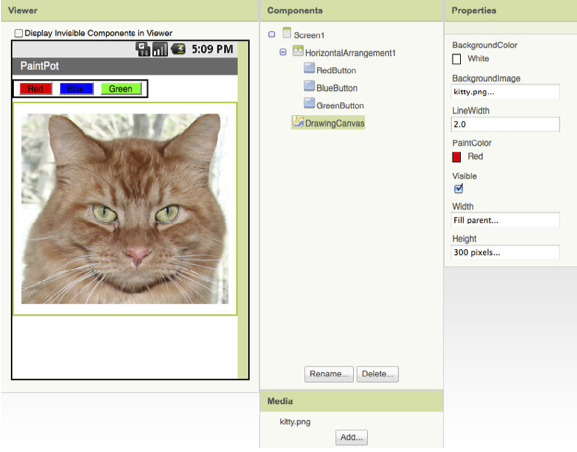 Viewer
Display Invisible Components in Viewer
5:09 PM
PaintPot
Red Blue Green
Components
Screen1
HorizontalArrangement1
RedButton
BlueButton
GreenButton
DrawingCanvas
Rename... Delete...
Media
kitty.png
Add...
Properties
BackgroundColor
White
BackgroundImage
kitty.png...
LineWidth
2.0
PaintColor
Red
Visible
Width
Fill parent...
Height
300 pixels...